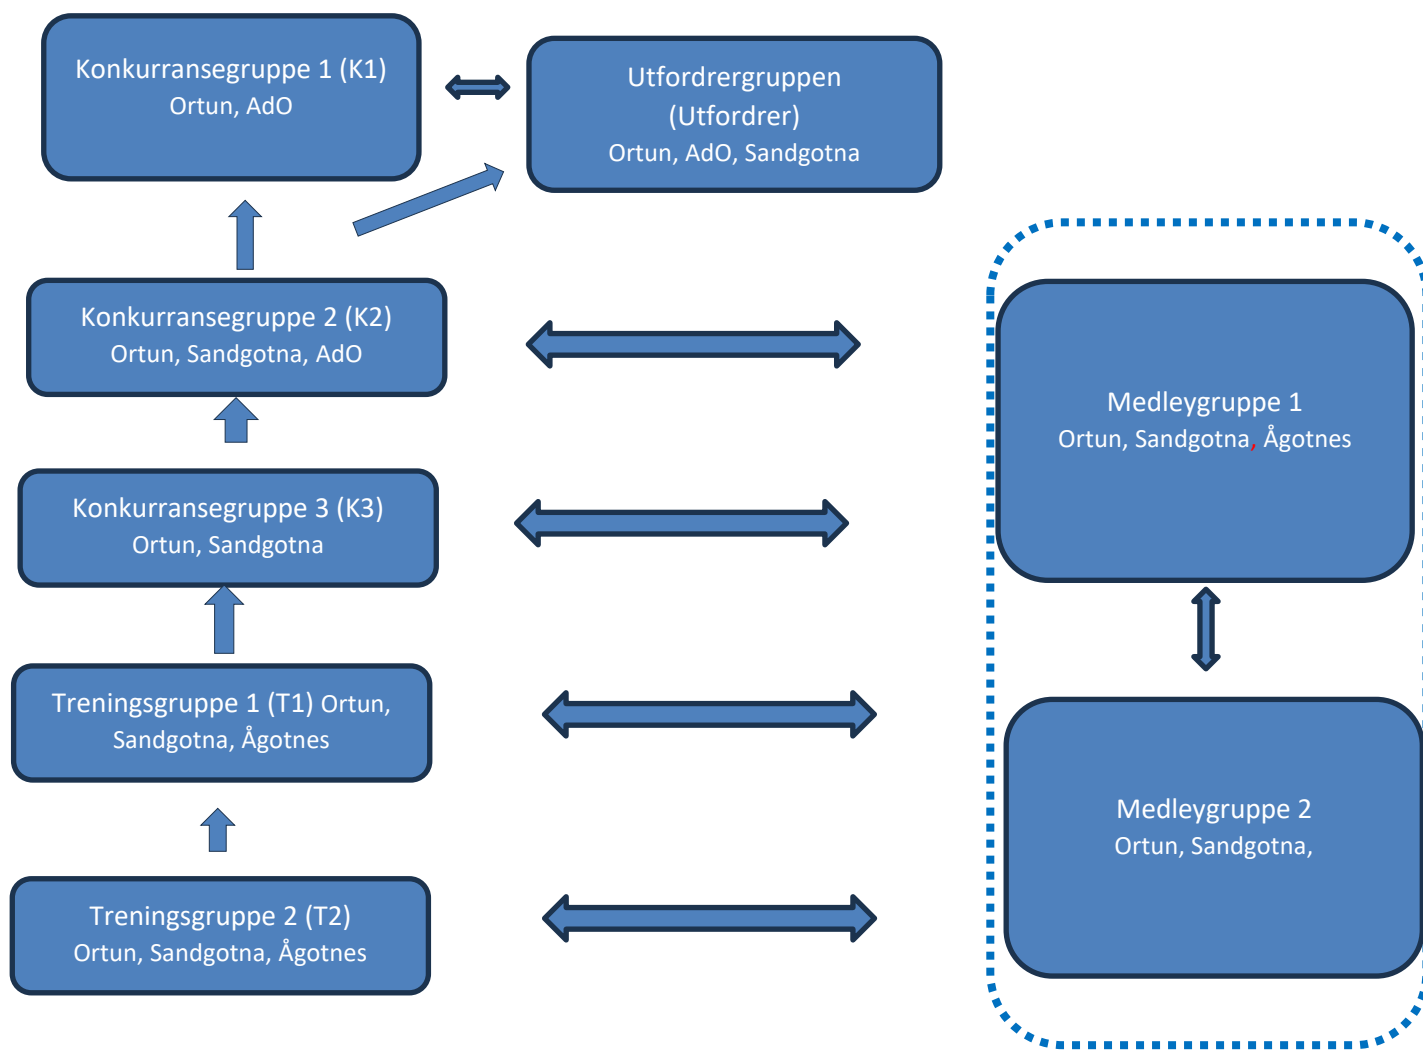 Konkurransegruppe 1 (K1)
Ortun, AdO
Utfordrergruppen
(Utfordrer)
Ortun, AdO, Sandgotna
Konkurransegruppe 2 (K2)
Ortun, Sandgotna, AdO
Medleygruppe 1
Ortun, Sandgotna, Ågotnes
Konkurransegruppe 3 (K3)
Ortun, Sandgotna
Treningsgruppe 1 (T1) Ortun,
Sandgotna, Ågotnes
Medleygruppe 2
Ortun, Sandgotna,
Treningsgruppe 2 (T2)
Ortun, Sandgotna, Ågotnes